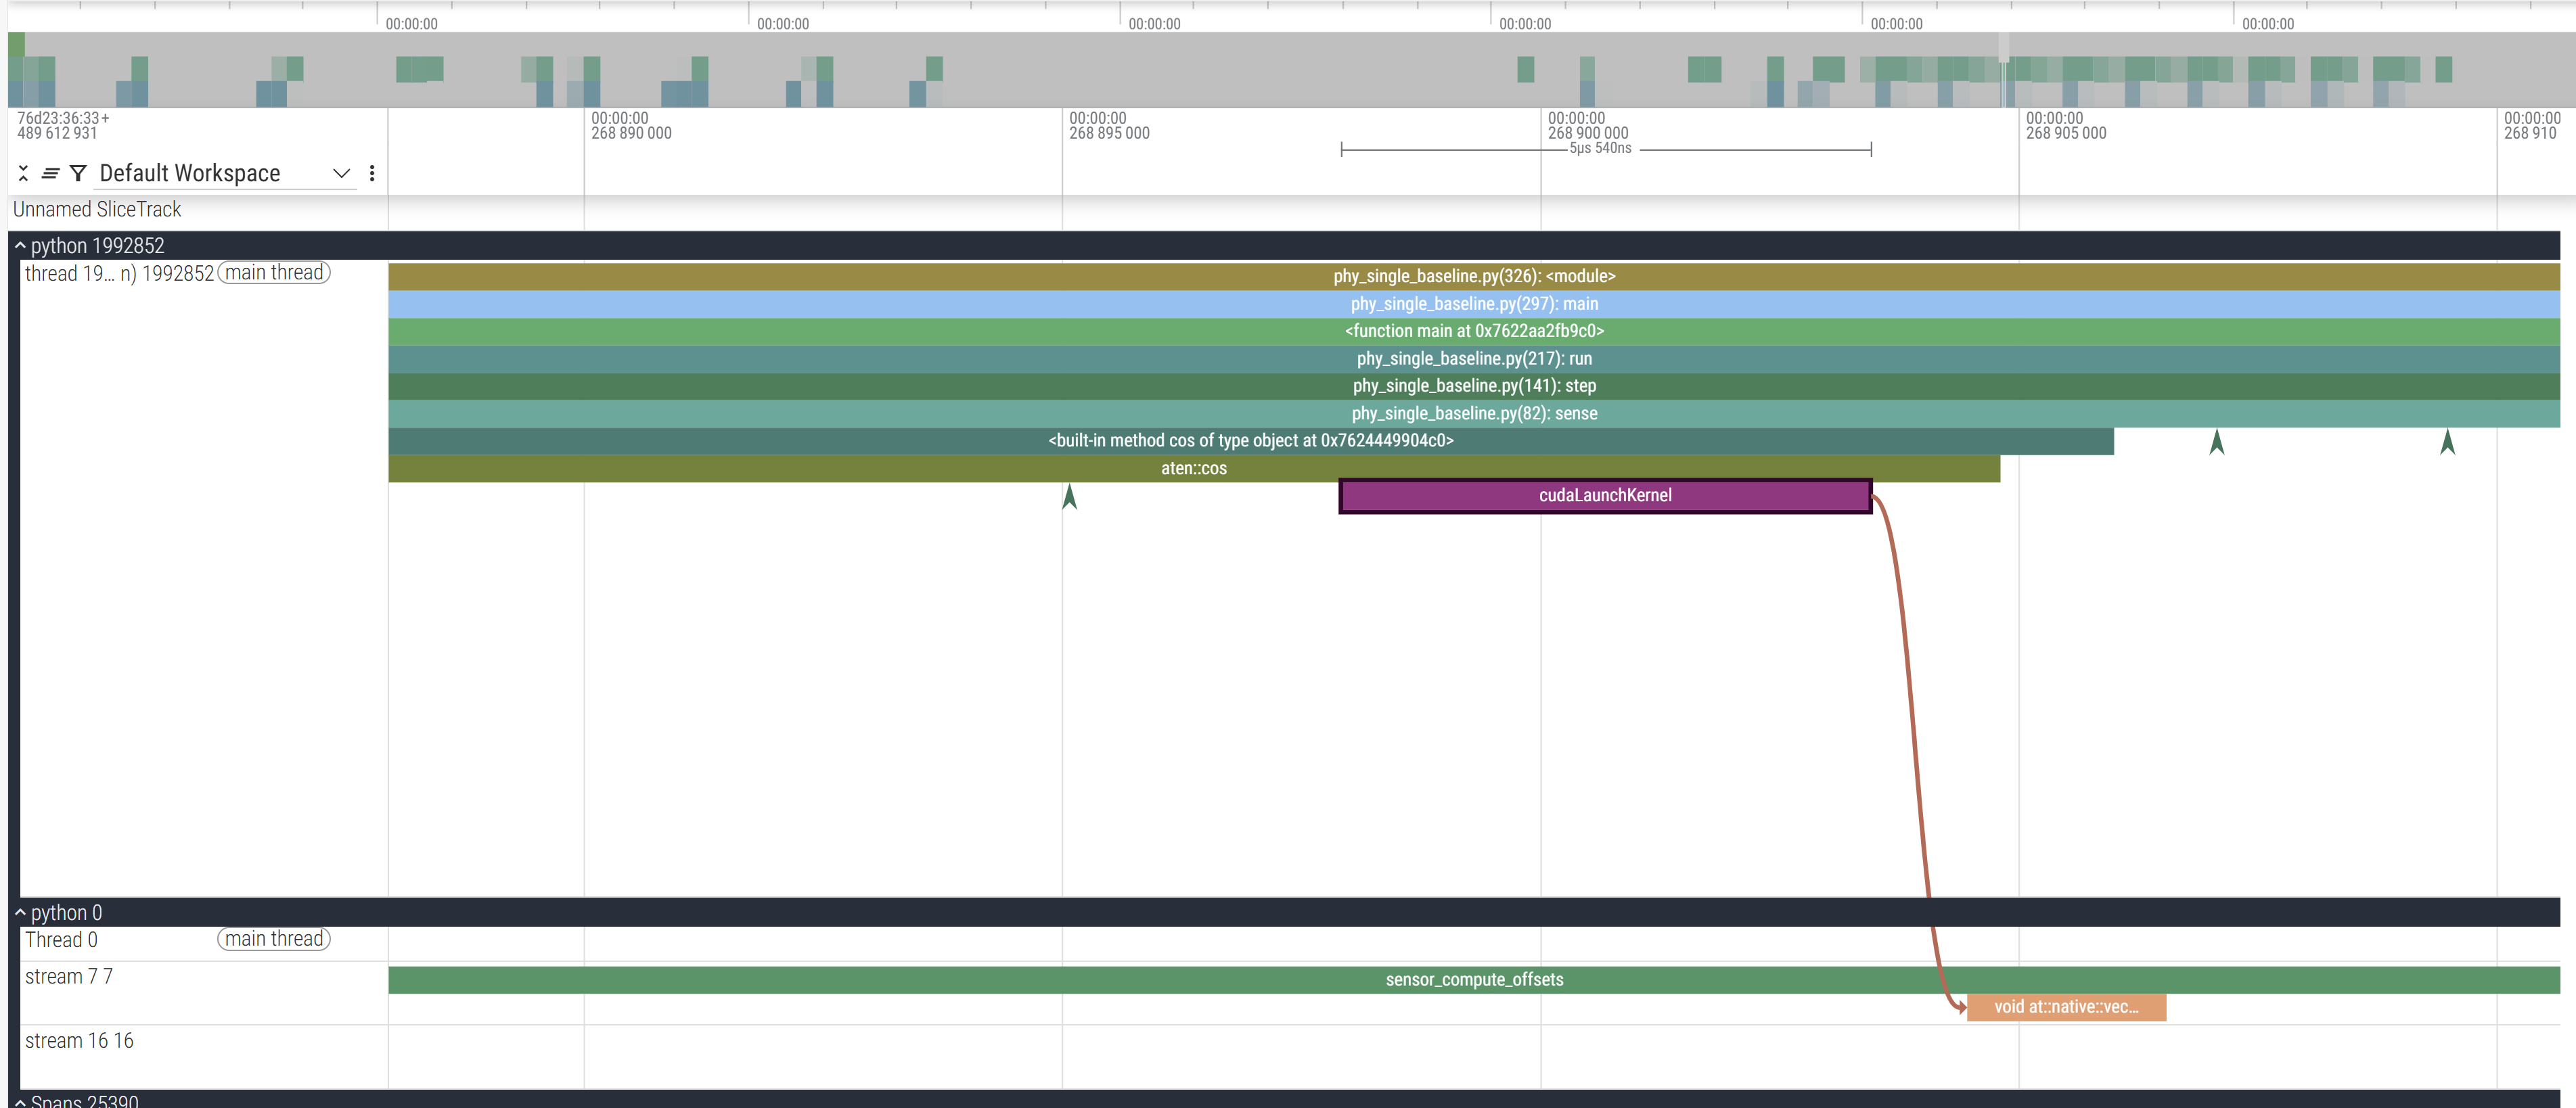 00:00:00 00:00:00 00:00:00 00:00:00 00:00:00 00:00:00
76d23:36:33+ 00:00:00 00:00:00 00:00:00 00:00:00 00:00:00
489 612 931 268 890 000 268 895 000 268 900 000 268 905 000 268 910
5µs 540ns
Default Workspace
Unnamed SliceTrack
python 1992852
thread 19... n) 1992852 main thread
phy_single_baseline.py(326): <module>
phy_single_baseline.py(297): main
<function main at 0x7622aa2fb9c0>
phy_single_baseline.py(217): run
phy_single_baseline.py(141): step
phy_single_baseline.py(82): sense
<built-in method cos of type object at 0x7624449904c0>
aten::cos
cudaLaunchKernel
python 0
Thread 0 main thread
stream 7 7
sensor_compute_offsets
void at::native::vec...
stream 16 16
Spans 25390